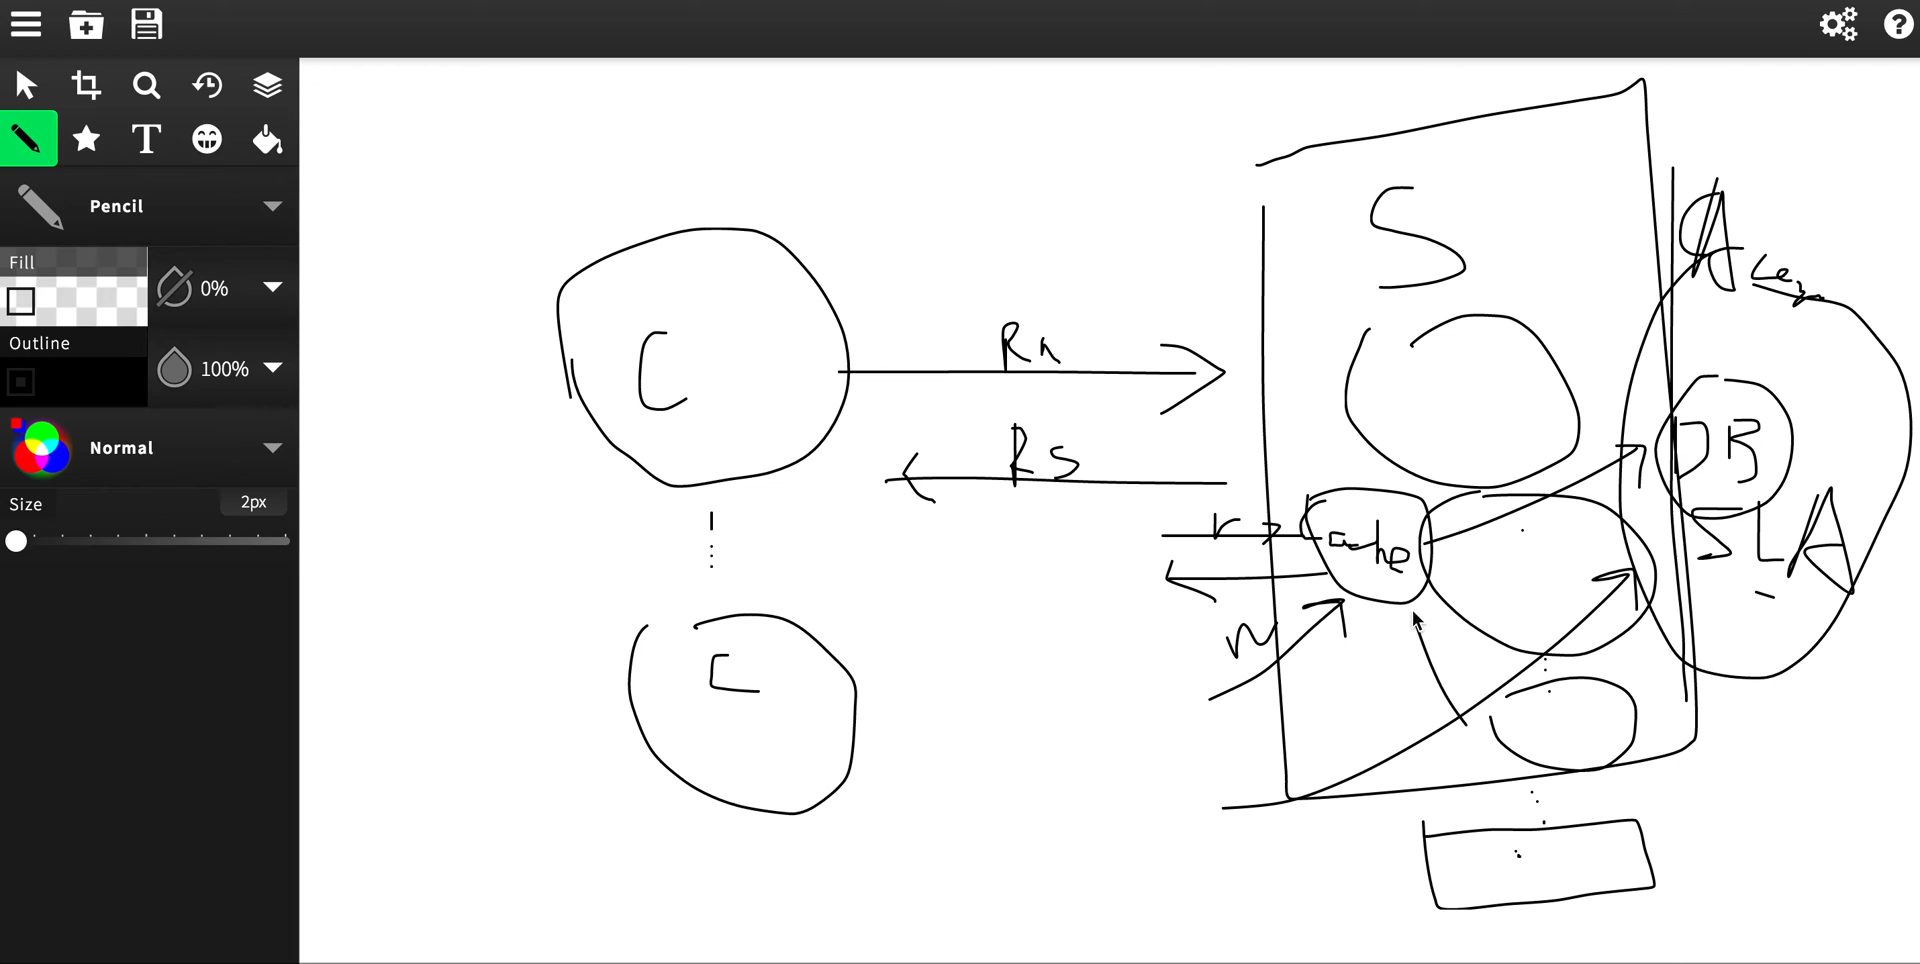 Pencil
Fill
0%
Outline
100%
Normal
Size
2px
S
C
Rn
Rs
DB
SLA
r
C